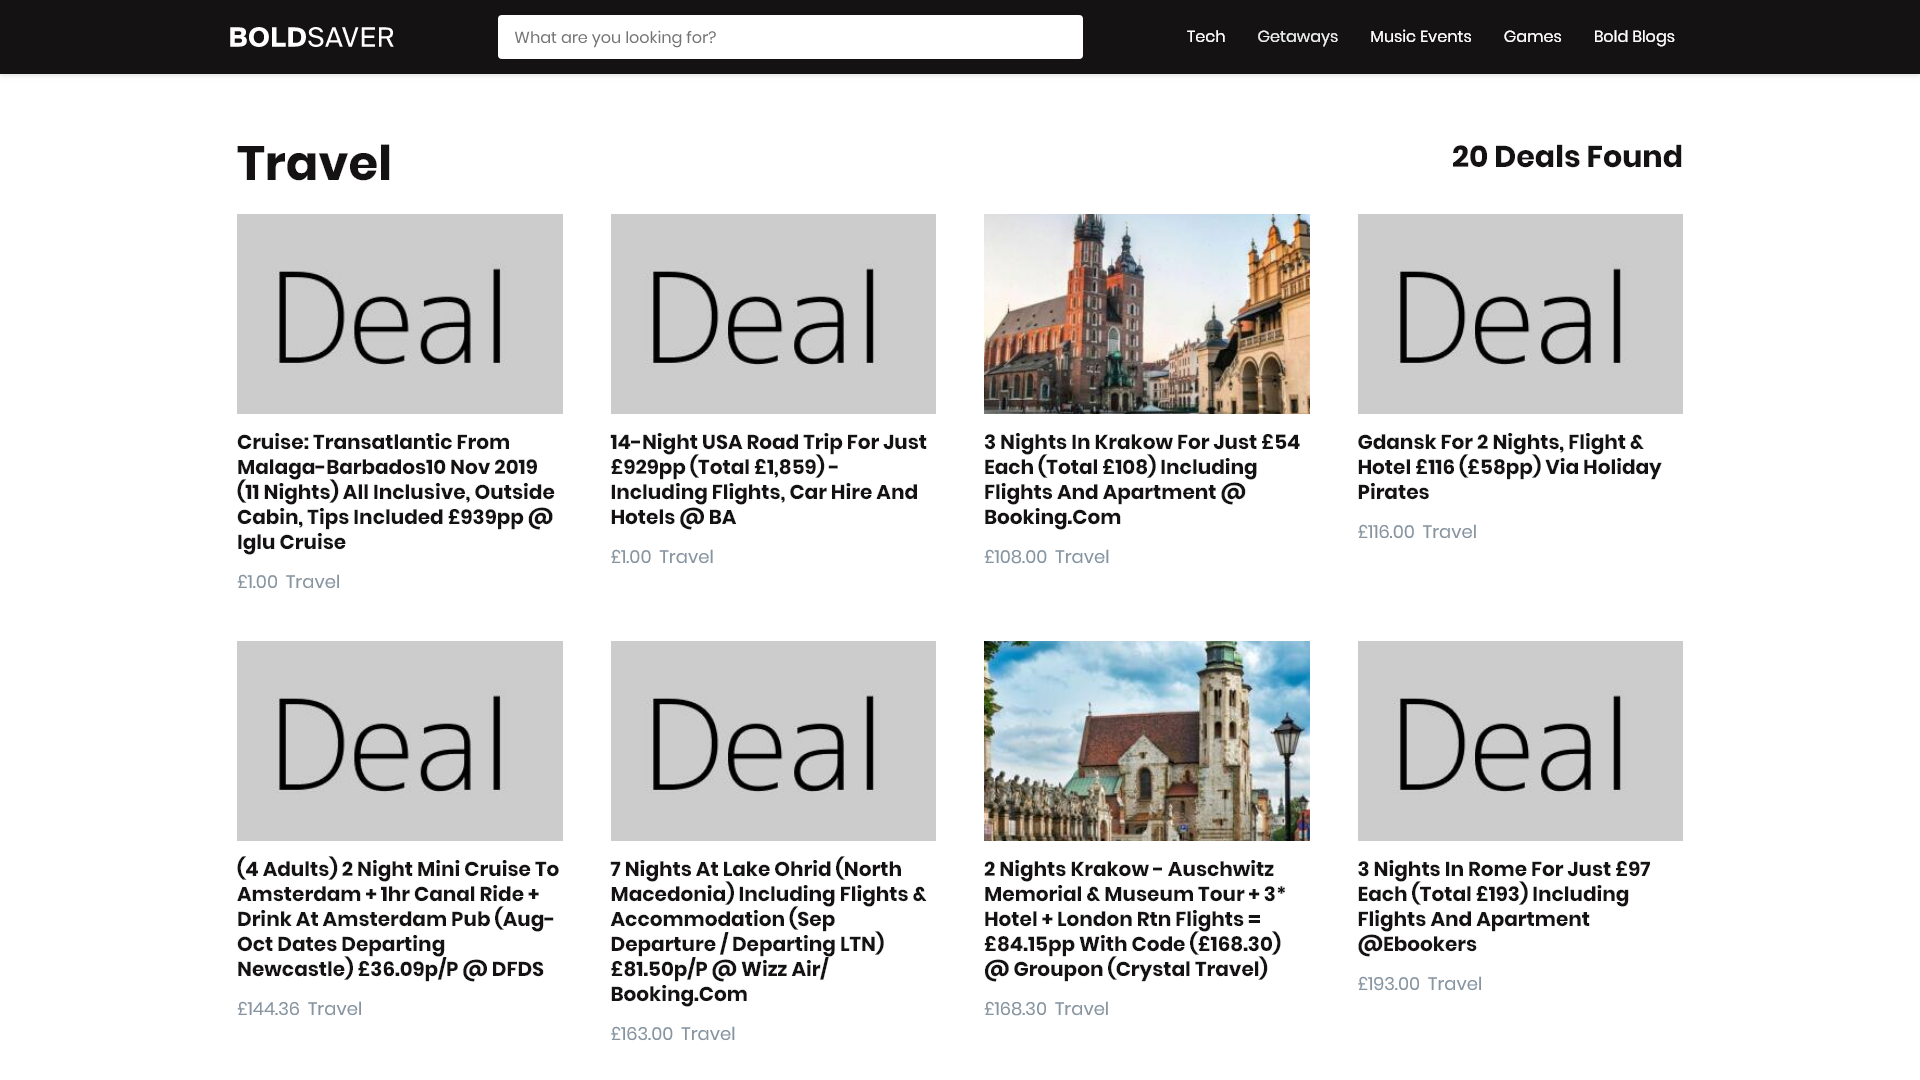 BOLDSAVER
What are you looking for?
Tech
Getaways
Music Events
Games
Bold Blogs
Travel
20 Deals Found
Deal
Cruise: Transatlantic From
Malaga-Barbados10 Nov 2019
(11 Nights) All Inclusive, Outside
Cabin, Tips Included £939pp @
Iglu Cruise
£1.00 Travel
Deal
14-Night USA Road Trip For Just
£929pp (Total £1,859) -
Including Flights, Car Hire And
Hotels @ BA
£1.00 Travel
3 Nights In Krakow For Just £54
Each (Total £108) Including
Flights And Apartment @
Booking.Com
£108.00 Travel
Deal
Gdansk For 2 Nights, Flight &
Hotel £116 (£58pp) Via Holiday
Pirates
£116.00 Travel
Deal
(4 Adults) 2 Night Mini Cruise To
Amsterdam + 1hr Canal Ride +
Drink At Amsterdam Pub (Aug-
Oct Dates Departing
Newcastle) £36.09p/P @ DFDS
£144.36 Travel
Deal
7 Nights At Lake Ohrid (North
Macedonia) Including Flights &
Accommodation (Sep
Departure / Departing LTN)
£81.50p/P @ Wizz Air/
Booking.Com
£163.00 Travel
2 Nights Krakow - Auschwitz
Memorial & Museum Tour + 3*
Hotel + London Rtn Flights =
£84.15pp With Code (£168.30)
@ Groupon (Crystal Travel)
£168.30 Travel
Deal
3 Nights In Rome For Just £97
Each (Total £193) Including
Flights And Apartment
@Ebookers
£193.00 Travel